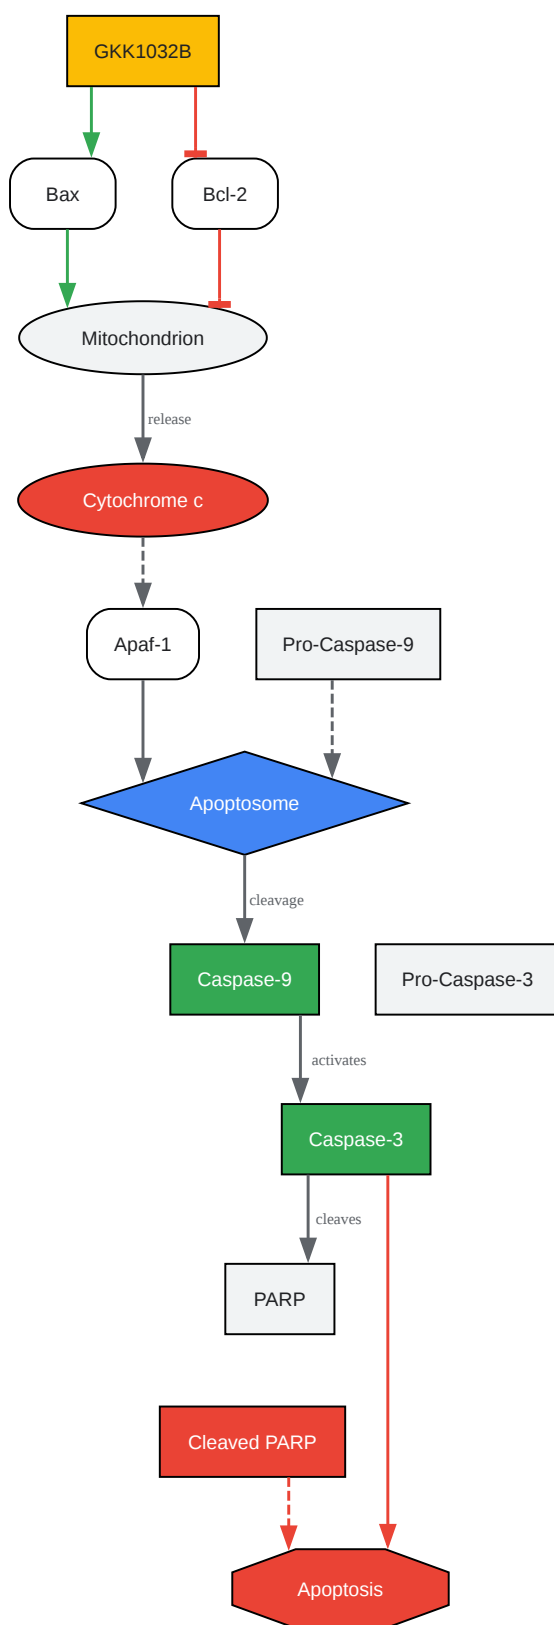 GKK1032B
Bax
Bcl-2
Mitochondrion
release
Cytochrome c
Apaf-1
Pro-Caspase-9
Apoptosome
cleavage
Caspase-9
Pro-Caspase-3
activates
Caspase-3
cleaves
PARP
Cleaved PARP
Apoptosis